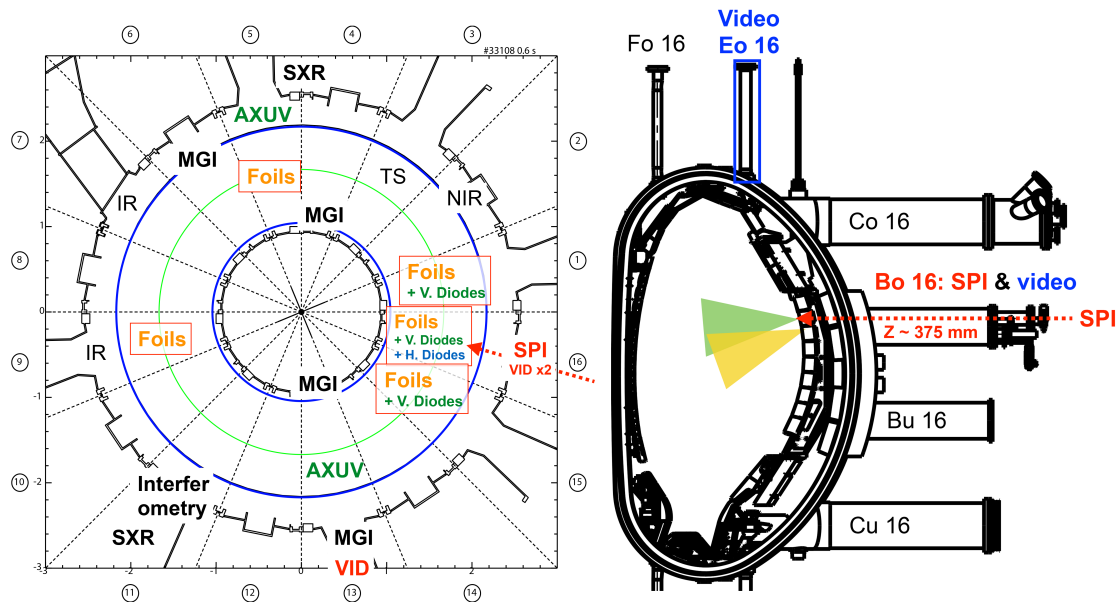 6
5
4
3
#33108 0.6 s
SXR
AXUV
7
2
MGI
2
Foils
TS
IR
NIR
1
MGI
8
1
Foils
+ V. Diodes
0
Foils
+ V. Diodes
+ H. Diodes
SPI
VID x2
Foils
IR
9
16
MGI
Foils
+ V. Diodes
-1
AXUV
10
-2
15
Interfer
ometry
SXR
MGI
VID
-3
-3
-2
-1
0
1
2
11
12
13
14
Video
Eo 16
Fo 16
Co 16
Bo 16: SPI & video
SPI
Z ~ 375 mm
Bu 16
Cu 16